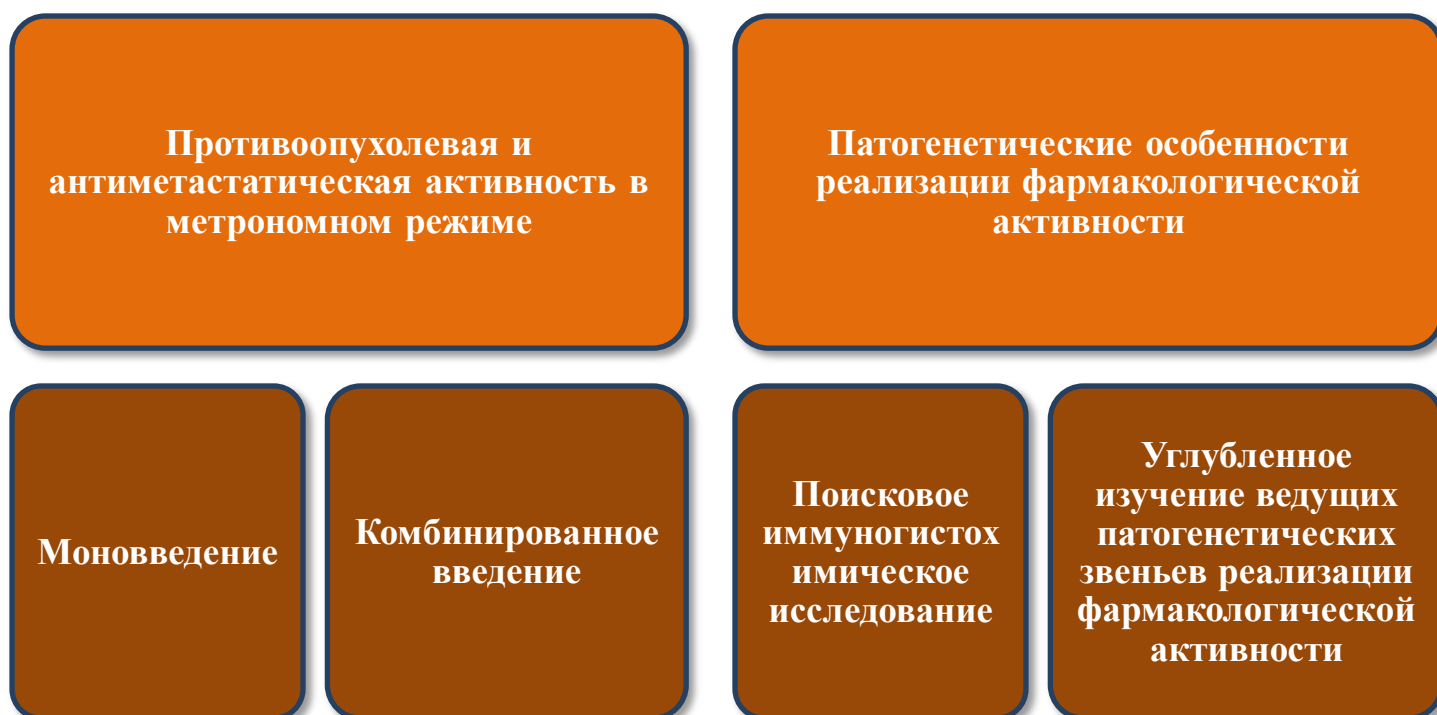 Противоопухолевая и
антиметастатическая активность в
метрономном режиме
Патогенетические особенности
реализации фармакологической
активности
Моновведение
Комбинированное
введение
Поисковое
иммуногистох
имическое
исследование
Углубленное
изучение ведущих
патогенетических
звеньев реализации
фармакологической
активности